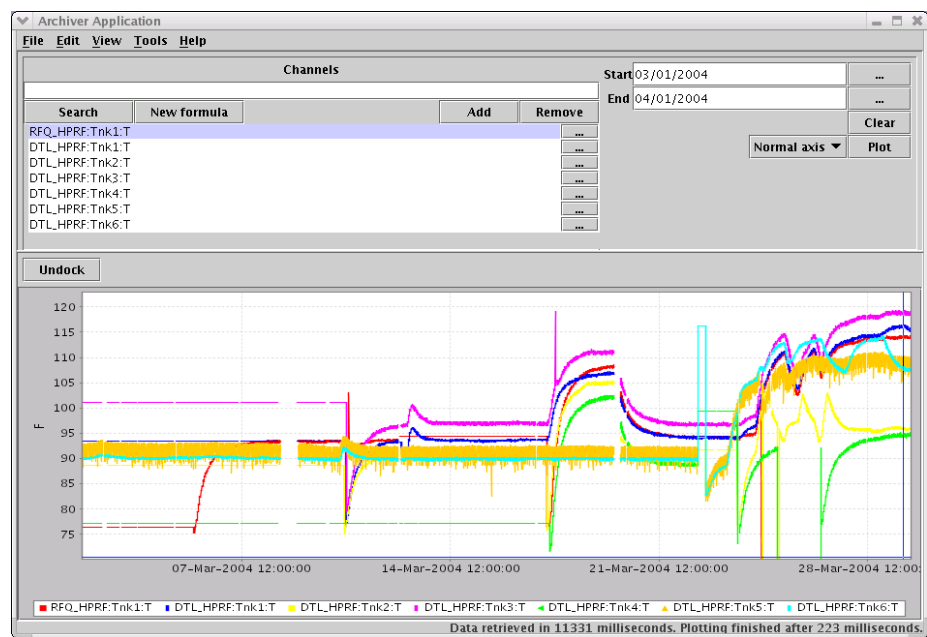 Archiver Application
File Edit View Tools Help
Channels
Start 03/01/2004 ...
End 04/01/2004 ...
Search New formula Add Remove
Clear
Normal axis Plot
RFQ_HPRF:Tnk1:T ...
DTL_HPRF:Tnk1:T ...
DTL_HPRF:Tnk2:T ...
DTL_HPRF:Tnk3:T ...
DTL_HPRF:Tnk4:T ...
DTL_HPRF:Tnk5:T ...
DTL_HPRF:Tnk6:T ...
Undock
120
115
110
105
100
95
90
85
80
75
F
07-Mar-2004 12:00:00 14-Mar-2004 12:00:00 21-Mar-2004 12:00:00 28-Mar-2004 12:00:
RFQ_HPRF:Tnk1:T DTL_HPRF:Tnk1:T DTL_HPRF:Tnk2:T DTL_HPRF:Tnk3:T DTL_HPRF:Tnk4:T DTL_HPRF:Tnk5:T DTL_HPRF:Tnk6:T
Data retrieved in 11331 milliseconds. Plotting finished after 223 milliseconds.